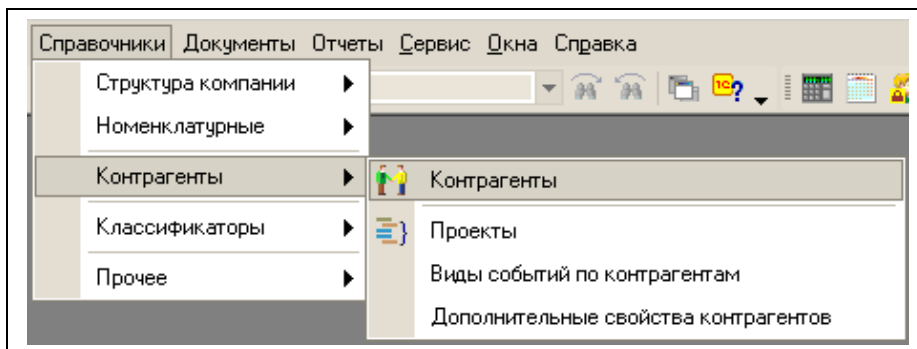 Справочники Документы Отчеты Сервис Окна Справка
Структура компании
Номенклатурные
Контрагенты
Классификаторы
Прочее
Контрагенты
Проекты
Виды событий по контрагентам
Дополнительные свойства контрагентов